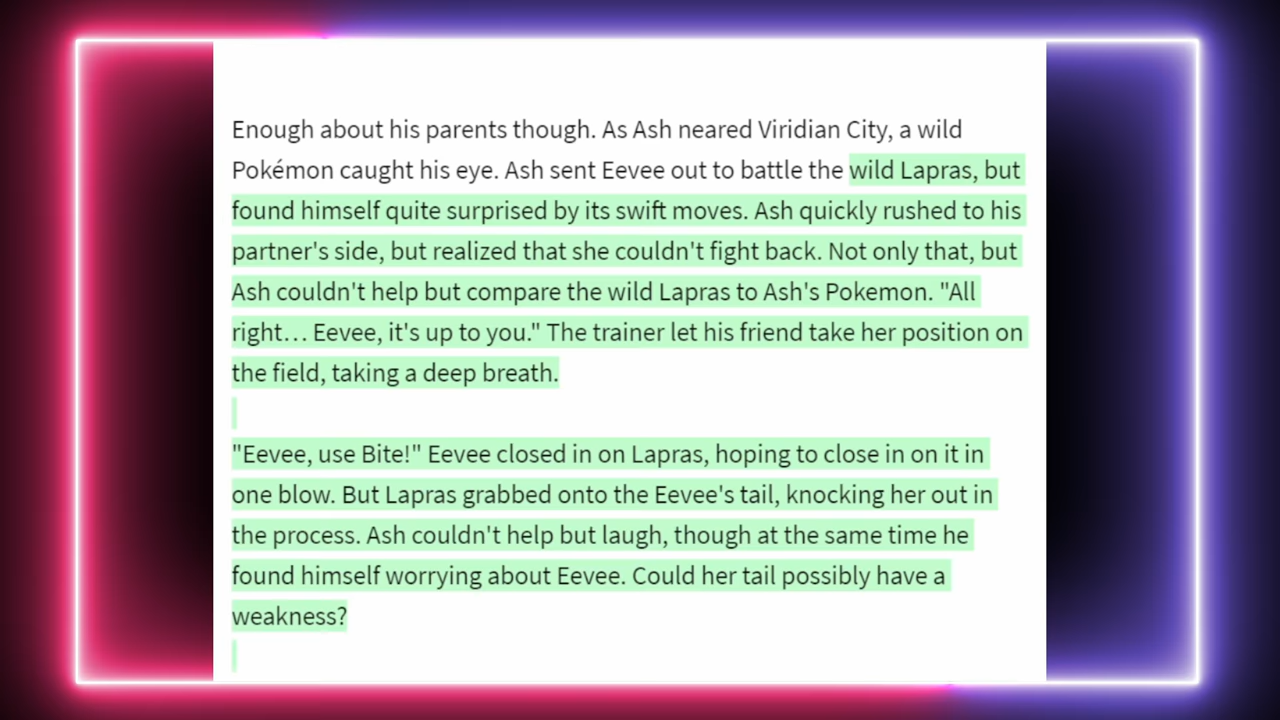 Enough about his parents though. As Ash neared Viridian City, a wild
Pokémon caught his eye. Ash sent Eevee out to battle the wild Lapras, but
found himself quite surprised by its swift moves. Ash quickly rushed to his
partner's side, but realized that she couldn't fight back. Not only that, but
Ash couldn't help but compare the wild Lapras to Ash's Pokemon. "All
right… Eevee, it's up to you." The trainer let his friend take her position on
the field, taking a deep breath.
"Eevee, use Bite!" Eevee closed in on Lapras, hoping to close in on it in
one blow. But Lapras grabbed onto the Eevee's tail, knocking her out in
the process. Ash couldn't help but laugh, though at the same time he
found himself worrying about Eevee. Could her tail possibly have a
weakness?